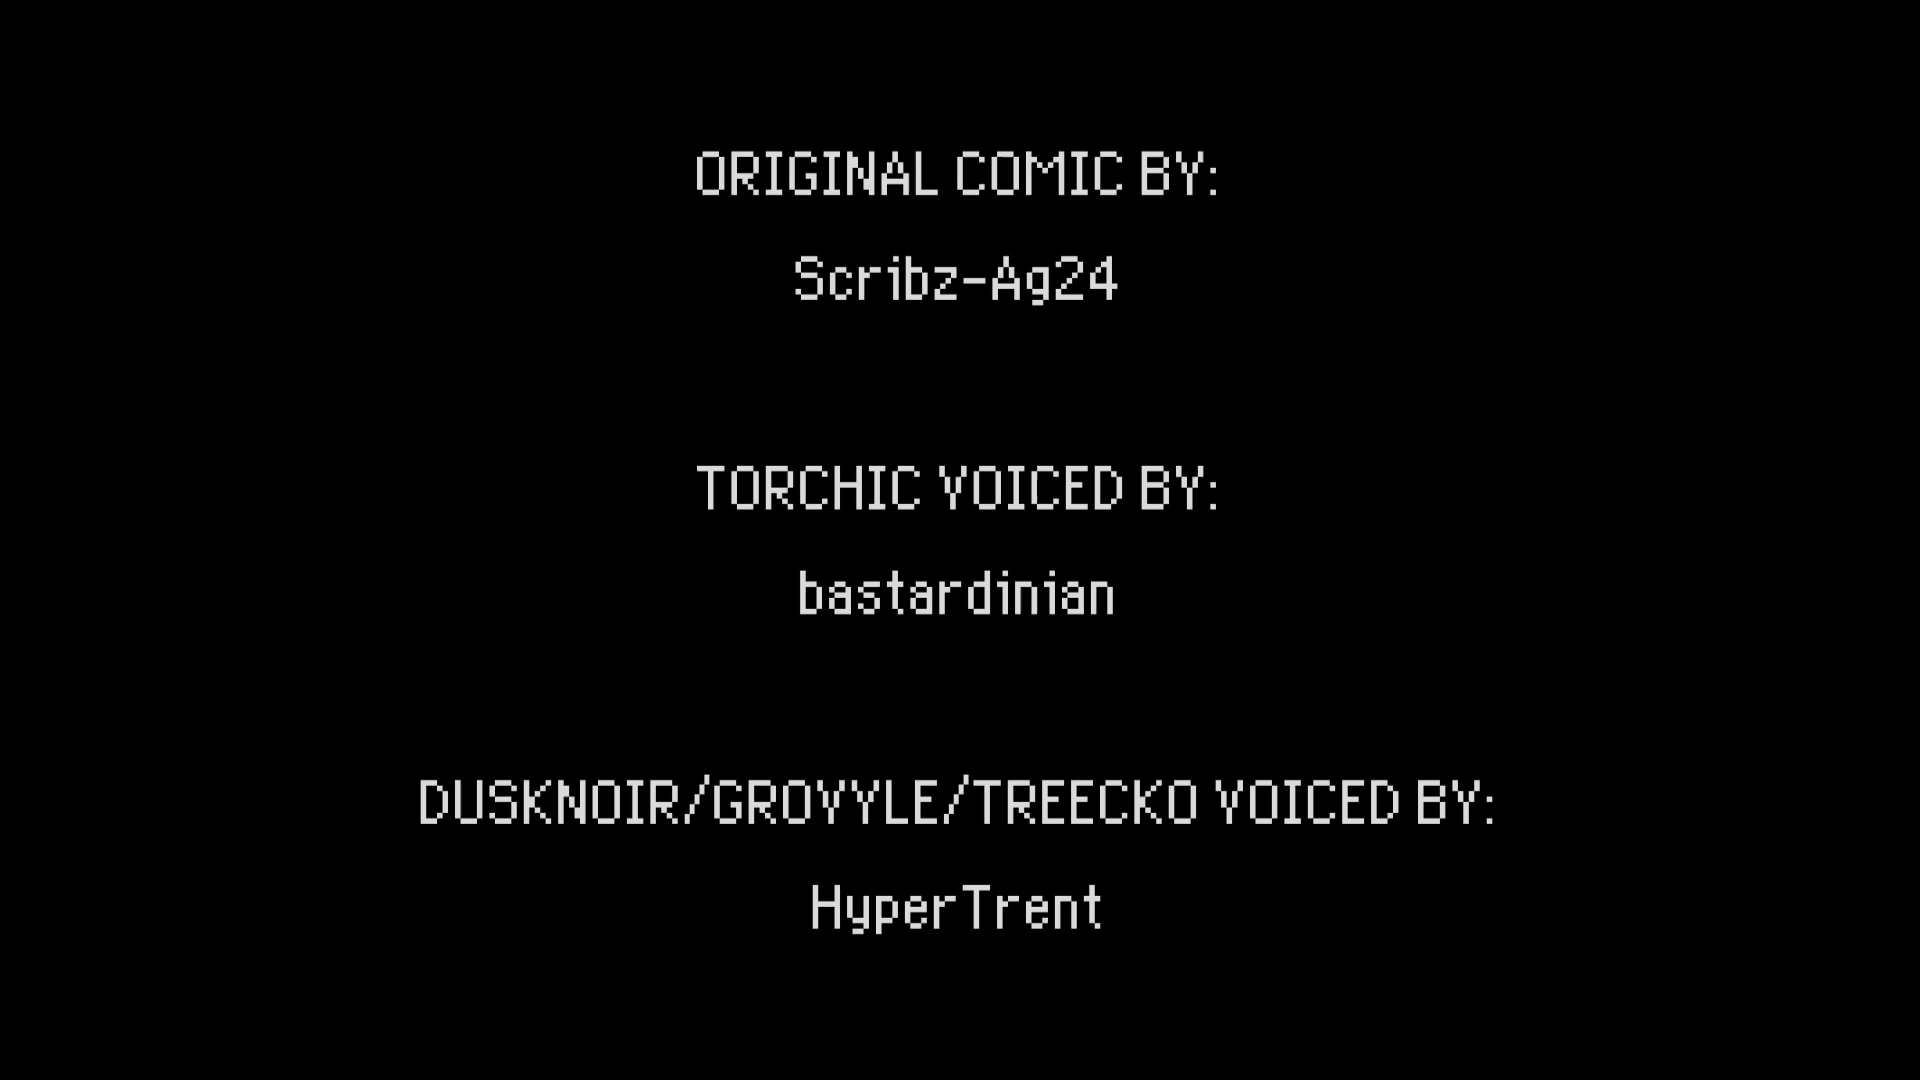 ORIGINAL COMIC BY:
Scribz-Ag24
TORCHIC VOICED BY:
bastardinian
DUSKNOIR/GROVYLE/TREECKO VOICED BY:
HyperTrent